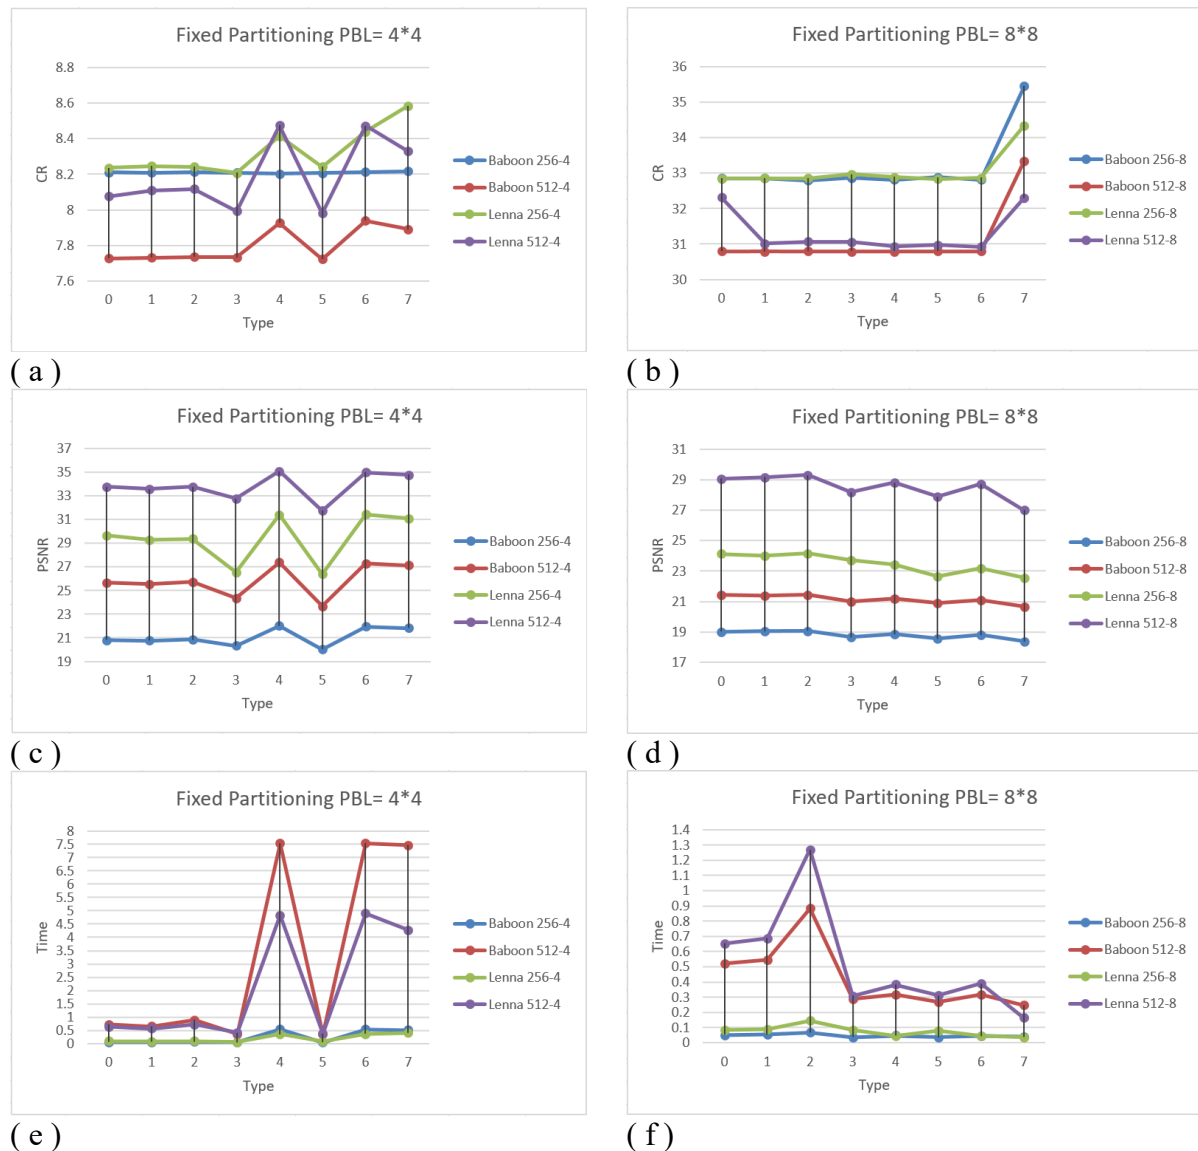 Fixed Partitioning PBL= 4*4
8.8
8.6
8.4
8.2
8
7.8
7.6
CR
0 1 2 3 4 5 6 7
Type
Baboon 256-4
Baboon 512-4
Lenna 256-4
Lenna 512-4
( a )
Fixed Partitioning PBL= 8*8
36
35
34
33
32
31
30
CR
0 1 2 3 4 5 6 7
Type
Baboon 256-8
Baboon 512-8
Lenna 256-8
Lenna 512-8
( b )
Fixed Partitioning PBL= 4*4
37
35
33
31
29
27
25
23
21
19
PSNR
0 1 2 3 4 5 6 7
Type
Baboon 256-4
Baboon 512-4
Lenna 256-4
Lenna 512-4
( c )
Fixed Partitioning PBL= 8*8
31
29
27
25
23
21
19
17
PSNR
0 1 2 3 4 5 6 7
Type
Baboon 256-8
Baboon 512-8
Lenna 256-8
Lenna 512-8
( d )
Fixed Partitioning PBL= 4*4
8
7.5
7
6.5
6
5.5
5
4.5
4
3.5
3
2.5
2
1.5
1
0.5
0
Time
0 1 2 3 4 5 6 7
Type
Baboon 256-4
Baboon 512-4
Lenna 256-4
Lenna 512-4
( e )
Fixed Partitioning PBL= 8*8
1.4
1.3
1.2
1.1
1
0.9
0.8
0.7
0.6
0.5
0.4
0.3
0.2
0.1
0
Time
0 1 2 3 4 5 6 7
Type
Baboon 256-8
Baboon 512-8
Lenna 256-8
Lenna 512-8
( f )